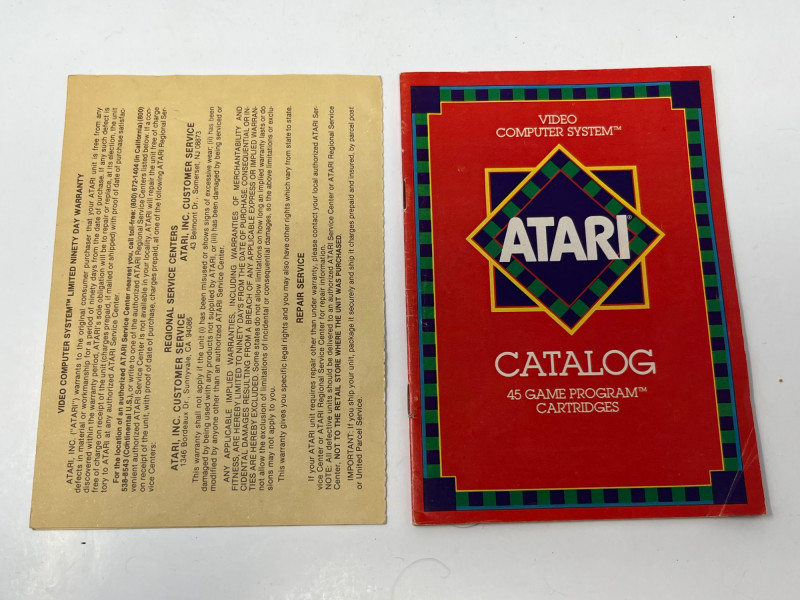 VIDEO COMPUTER SYSTEM™ LIMITED NINETY DAY WARRANTY
ATARI, INC. ("ATARI") warrants to the original consumer purchaser that your ATARI unit is free from any
defects in material or workmanship for a period of ninety days from the date of purchase. If any such defect is
discovered within the warranty period, ATARI's sole obligation will be to repair or replace, at its election, the unit
free of charge on receipt of the unit (charges prepaid, if mailed or shipped) with proof of date of purchase satisfac-
tory to ATARI at any authorized ATARI Service Center.
For the location of an authorized ATARI Service Center nearest you, call toll-free: (800)
538-8543 (Continental U.S.), or write to one of the authorized ATARI Regional Service Centers listed below. If a con-
venient authorized ATARI Service Center is not available in your locality, ATARI will repair the unit free of charge
on receipt of the unit, with proof of date of purchase, charges prepaid, at one of the following ATARI Regional Ser-
vice Centers:
REGIONAL SERVICE CENTERS
ATARI, INC. CUSTOMER SERVICE
1346 Bordeaux Dr., Sunnyvale, CA 94086
ATARI, INC. CUSTOMER SERVICE
43 Belmont Dr., Somerset, NJ 08873
This warranty shall not apply if the unit (i) has been misused or shows signs of excessive wear, (ii) has been
damaged by being used with any products not supplied by ATARI, or (iii) has been damaged by being serviced or
modified by anyone other than an authorized ATARI Service Center.
ANY APPLICABLE IMPLIED WARRANTIES, INCLUDING WARRANTIES OF MERCHANTABILITY AND
FITNESS, ARE HEREBY LIMITED TO NINETY DAYS FROM THE DATE OF PURCHASE. CONSEQUENTIAL OR IN-
CIDENTAL DAMAGES RESULTING FROM A BREACH OF ANY APPLICABLE EXPRESS OR IMPLIED WARRAN-
TIES ARE HEREBY EXCLUDED. Some states do not allow limitations on how long an implied warranty lasts or do
not allow the exclusion of limitations of incidental or consequential damages, so the above limitations or exclu-
sions may not apply to you.
This warranty gives you specific legal rights and you may also have other rights which vary from state to state.
REPAIR SERVICE
If your ATARI unit requires repair other than under warranty, please contact your local authorized ATARI Ser-
vice Center or ATARI Regional Service Center for repair information.
NOTE: All defective units should be delivered to an authorized ATARI Service Center or ATARI Regional Service
Center, NOT TO THE RETAIL STORE WHERE THE UNIT WAS PURCHASED.
IMPORTANT: If you ship your unit, package it securely and ship it charges prepaid and insured, by parcel post
or United Parcel Service.
VIDEO
COMPUTER SYSTEM™
ATARI®
CATALOG
45 GAME PROGRAM™
CARTRIDGES